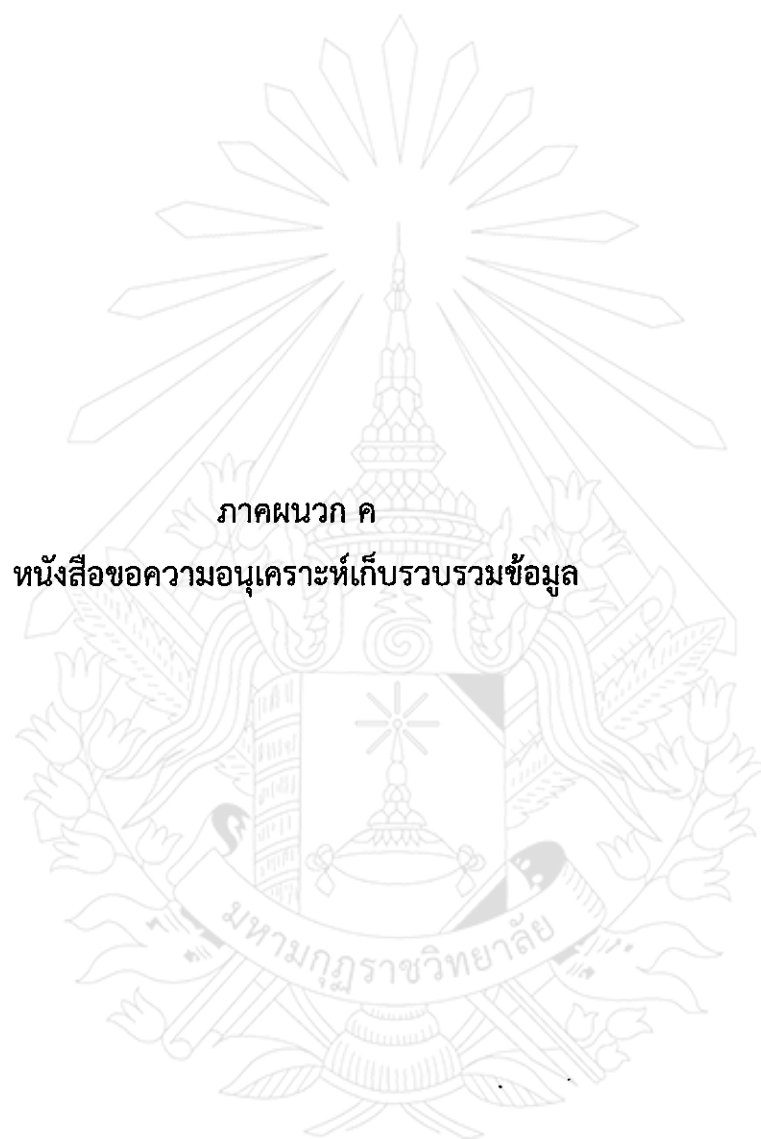 ภาคผนวก ค
หนังสือขอความอนุเคราะห์เก็บรวบรวมข้อมูล
มหามกุฏราชวิทยาลัย